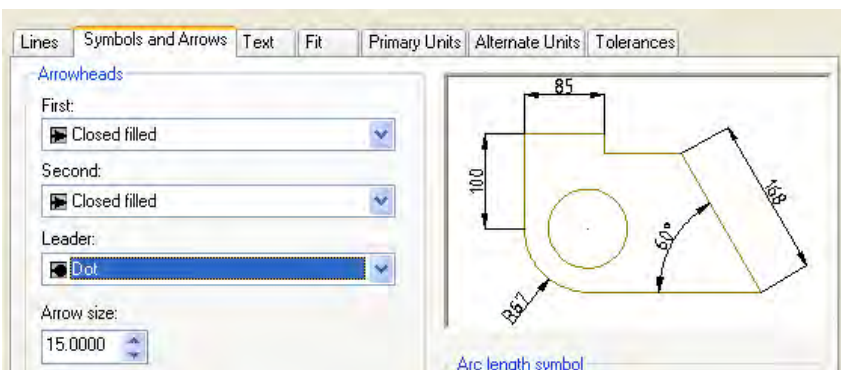 Lines Symbols and Arrows Text Fit Primary Units Alternate Units Tolerances
Arrowheads
First:
Closed filled
Second:
Closed filled
Leader:
Dot
Arrow size:
15.0000
85
100
168
60°
R67
Arc length symbol